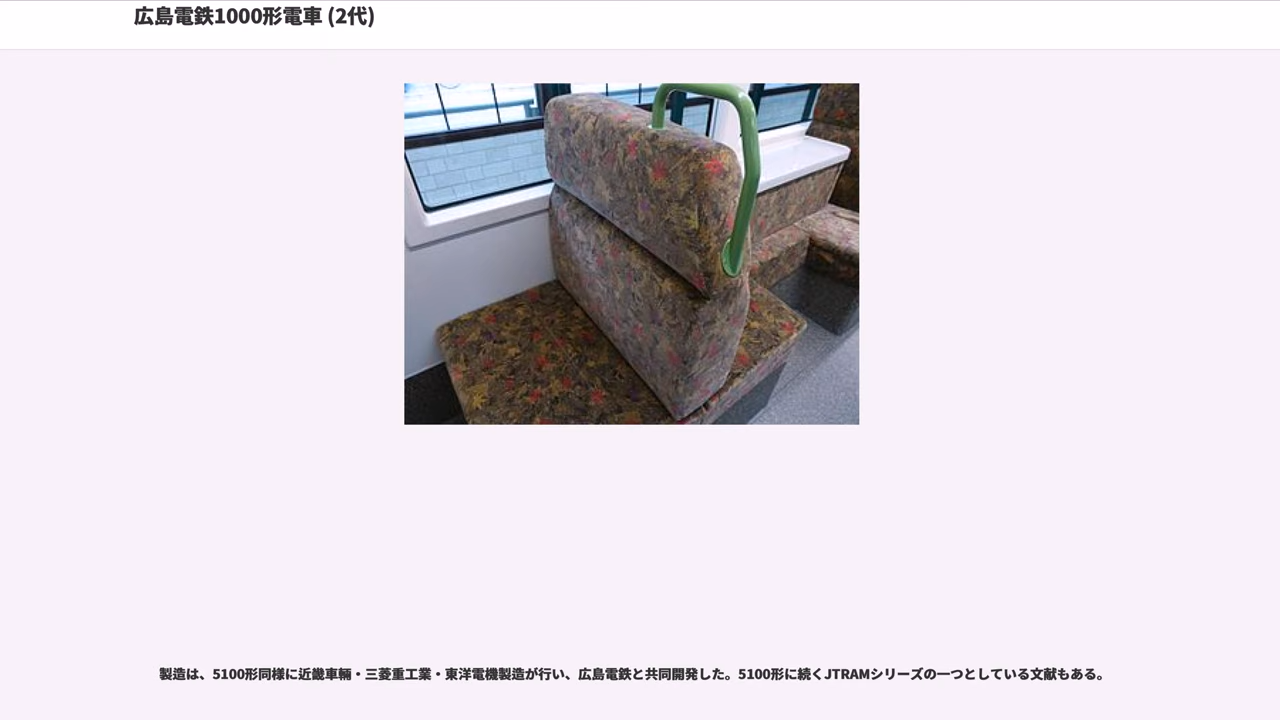 広島電鉄1000形電車 (2代)
製造は、5100形同様に近畿車輛・三菱重工業・東洋電機製造が行い、広島電鉄と共同開発した。5100形に続くJTRAMシリーズの一つとしている文献もある。